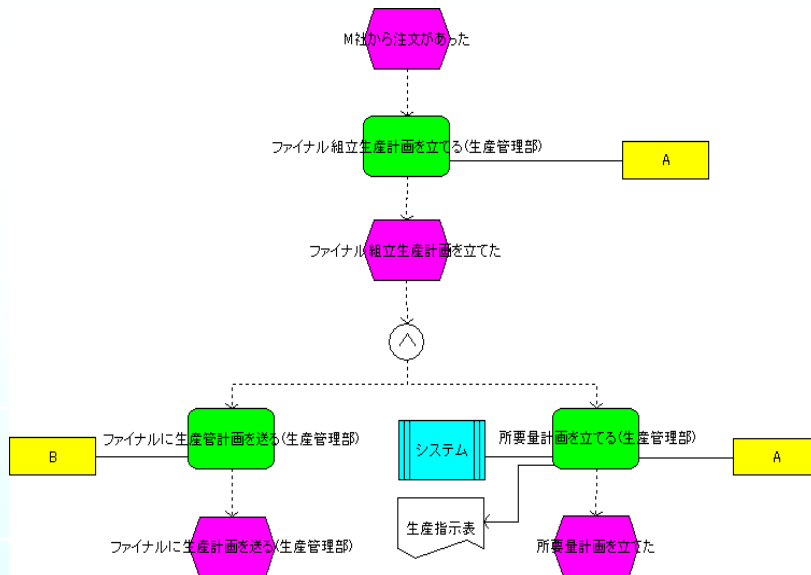 M社から注文があった
ファイナル組立生産計画を立てる(生産管理部)
A
ファイナル組立生産計画を立てた
ファイナルに生産管計画を送る(生産管理部)
B
システム
所要量計画を立てる(生産管理部)
A
生産指示表
ファイナルに生産計画を送る(生産管理部)
所要量計画を立てた